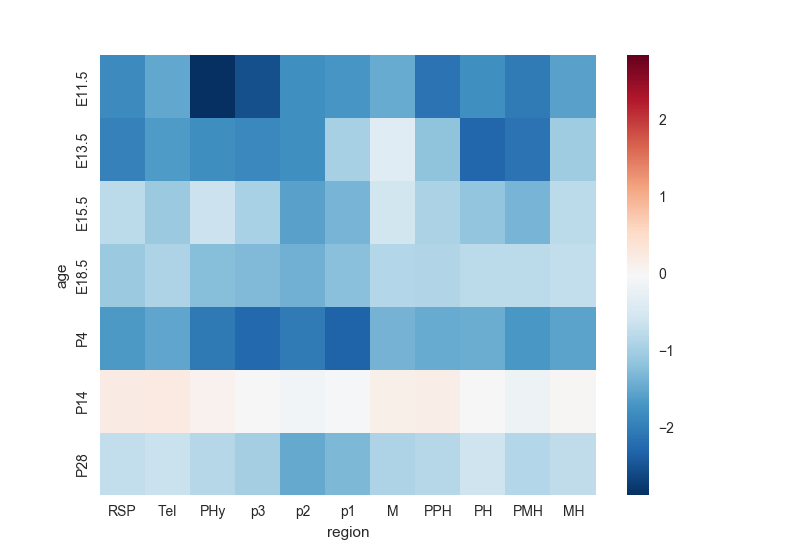 age
E11.5
E13.5
E15.5
E18.5
P4
P14
P28
RSP Tel PHy p3 p2 p1 M PPH PH PMH MH
region
2
1
0
−1
−2